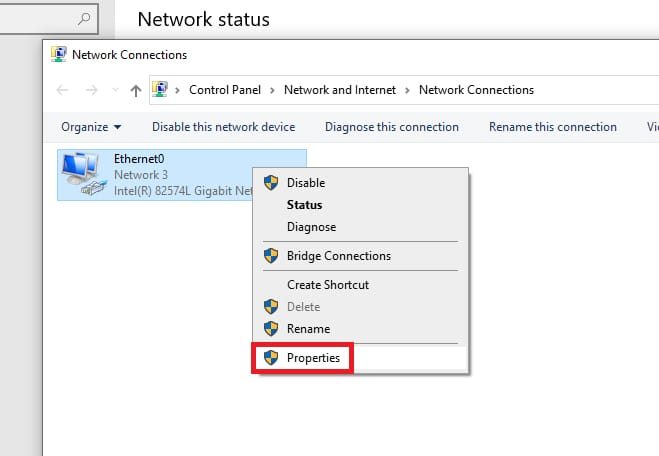 Network status
Network Connections
Control Panel > Network and Internet > Network Connections
Organize Disable this network device Diagnose this connection Rename this connection
Ethernet0
Network 3
Intel(R) 82574L Gigabit
Disable
Status
Diagnose
Bridge Connections
Create Shortcut
Delete
Rename
Properties